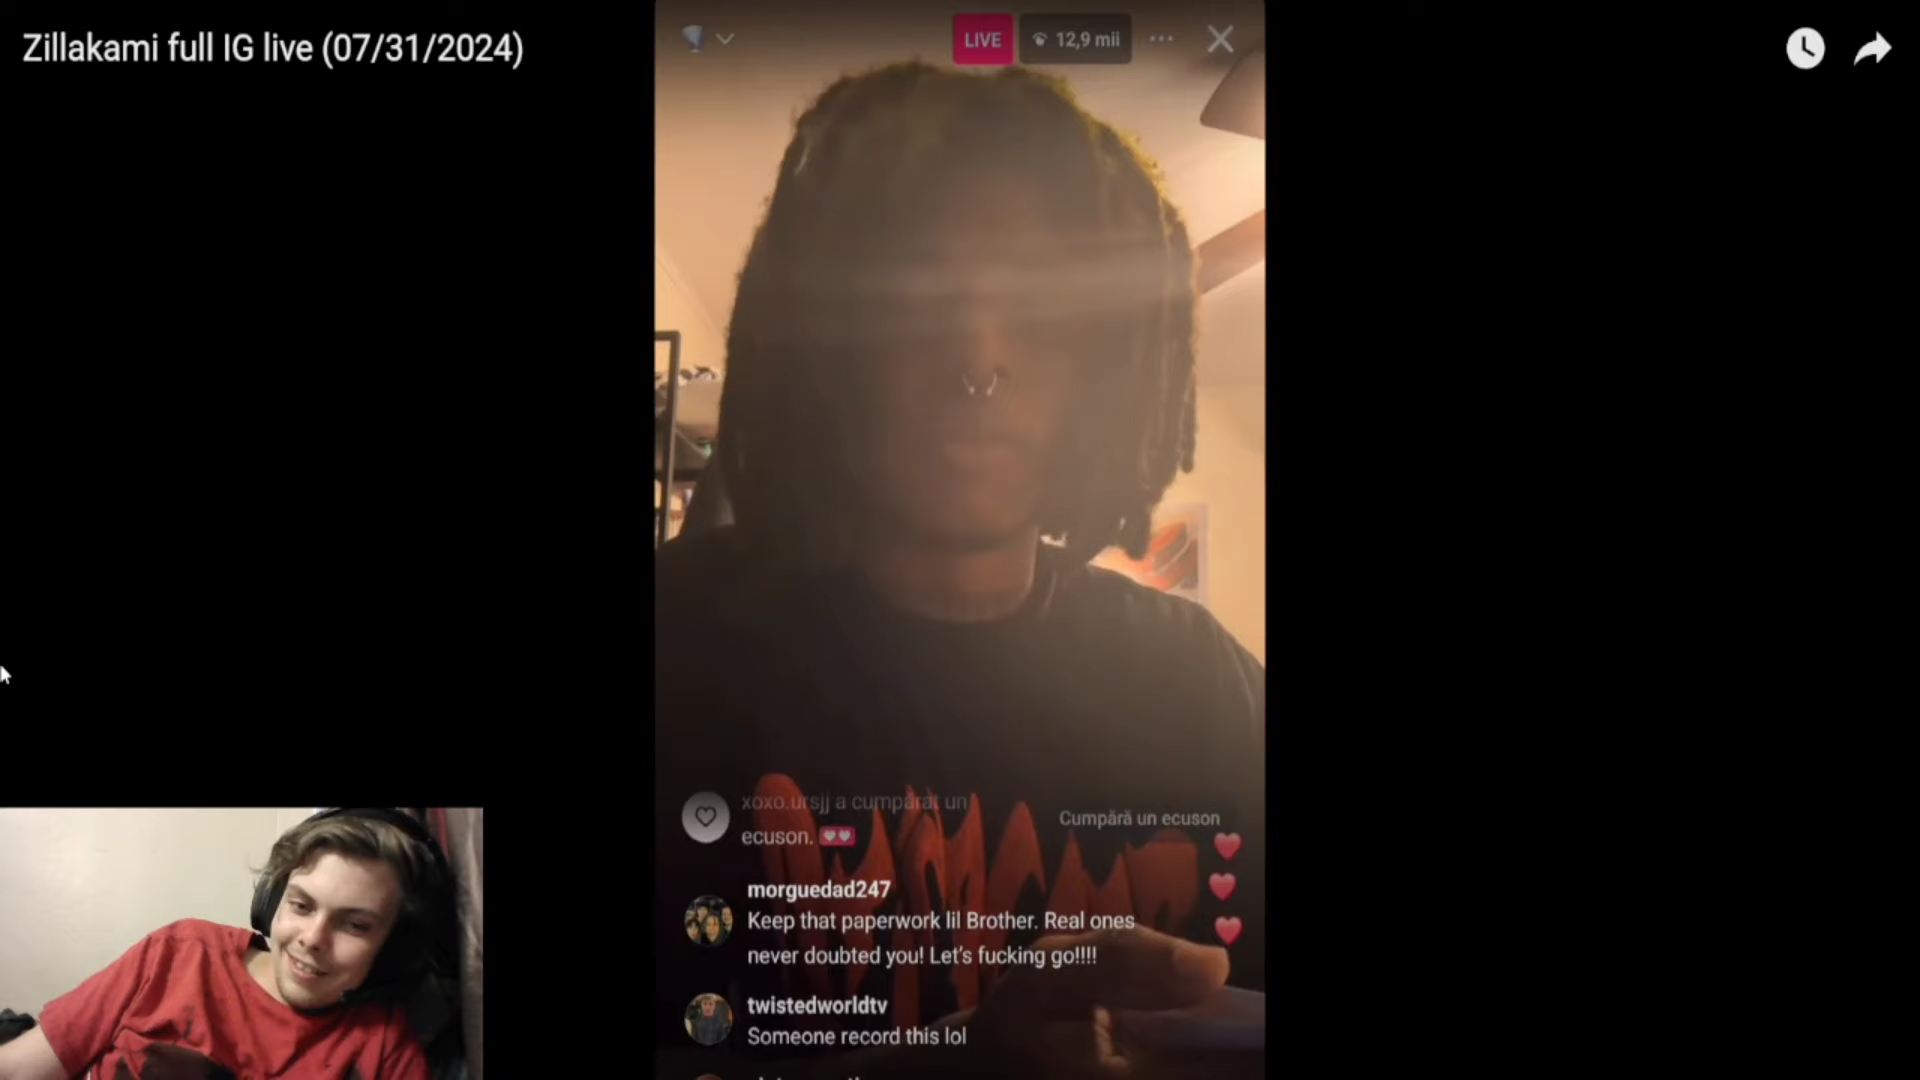 Zillakami full IG live (07/31/2024)
LIVE
12,9 mii
xoxo.ursjj a cumpărat un
ecuson.
Cumpără un ecuson
morguedad247
Keep that paperwork lil Brother. Real ones
never doubted you! Let's fucking go!!!!
twistedworldtv
Someone record this lol